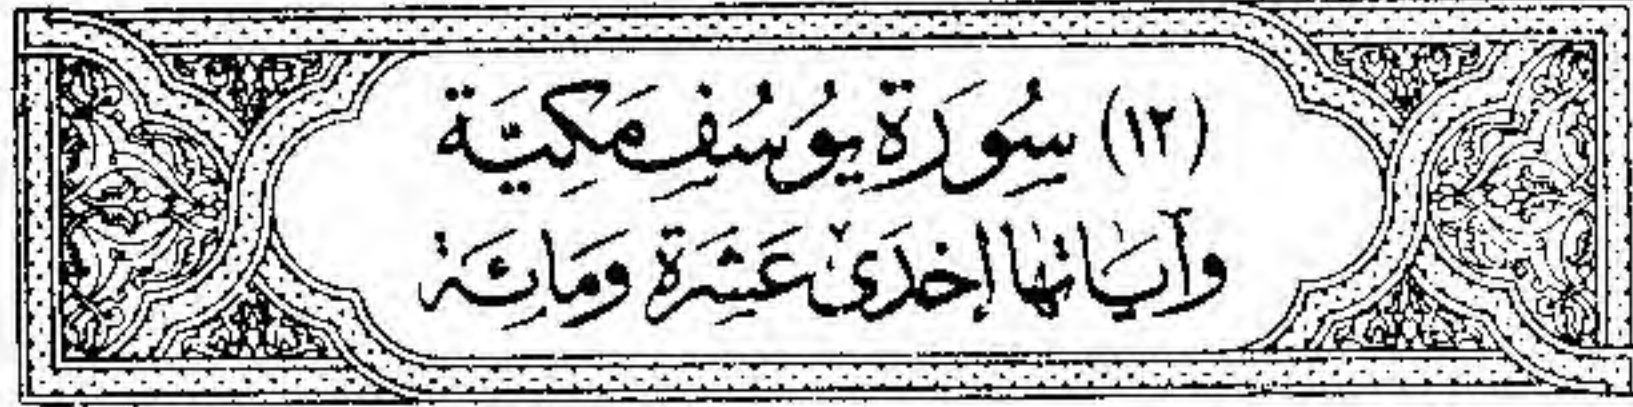 (١٢) سُورَة يُوسُفِ مَكِيَّة
وَآيَاتُهَا إِحْدَىٰ عَشَرَة وَمَائِة